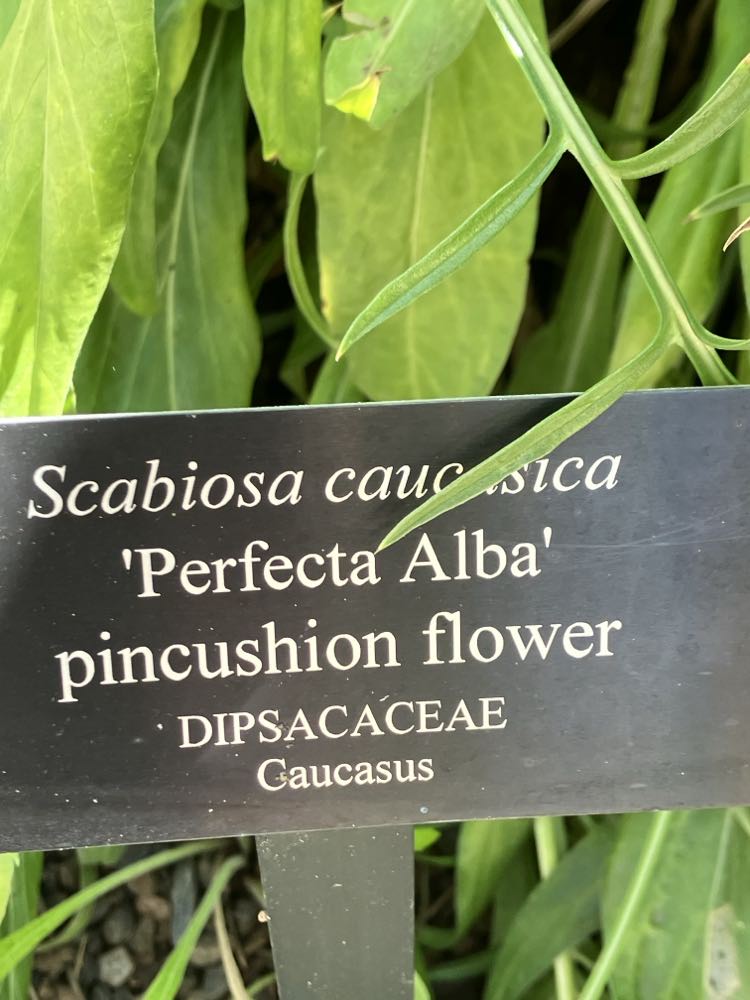 Scabiosa caucasica
'Perfecta Alba'
pincushion flower
DIPSACACEAE
Caucasus